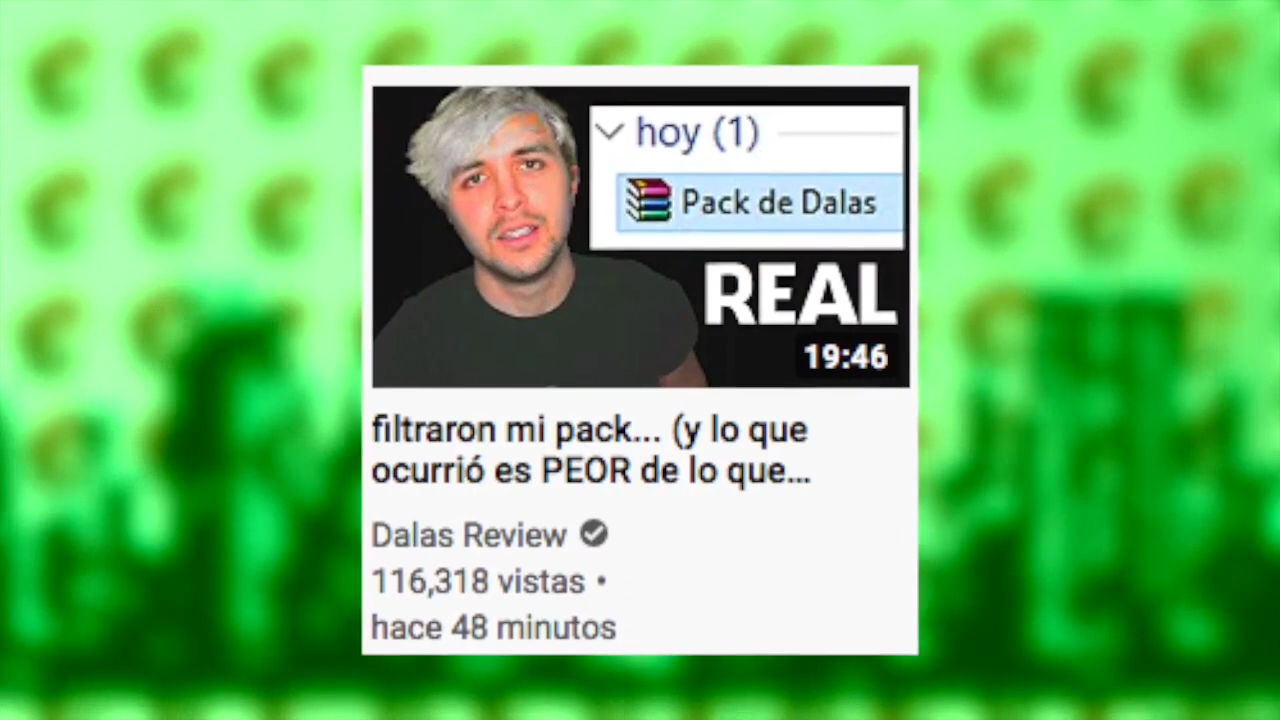 hoy (1)
Pack de Dalas
REAL
19:46
filtraron mi pack... (y lo que
ocurrió es PEOR de lo que...
Dalas Review
116,318 vistas •
hace 48 minutos